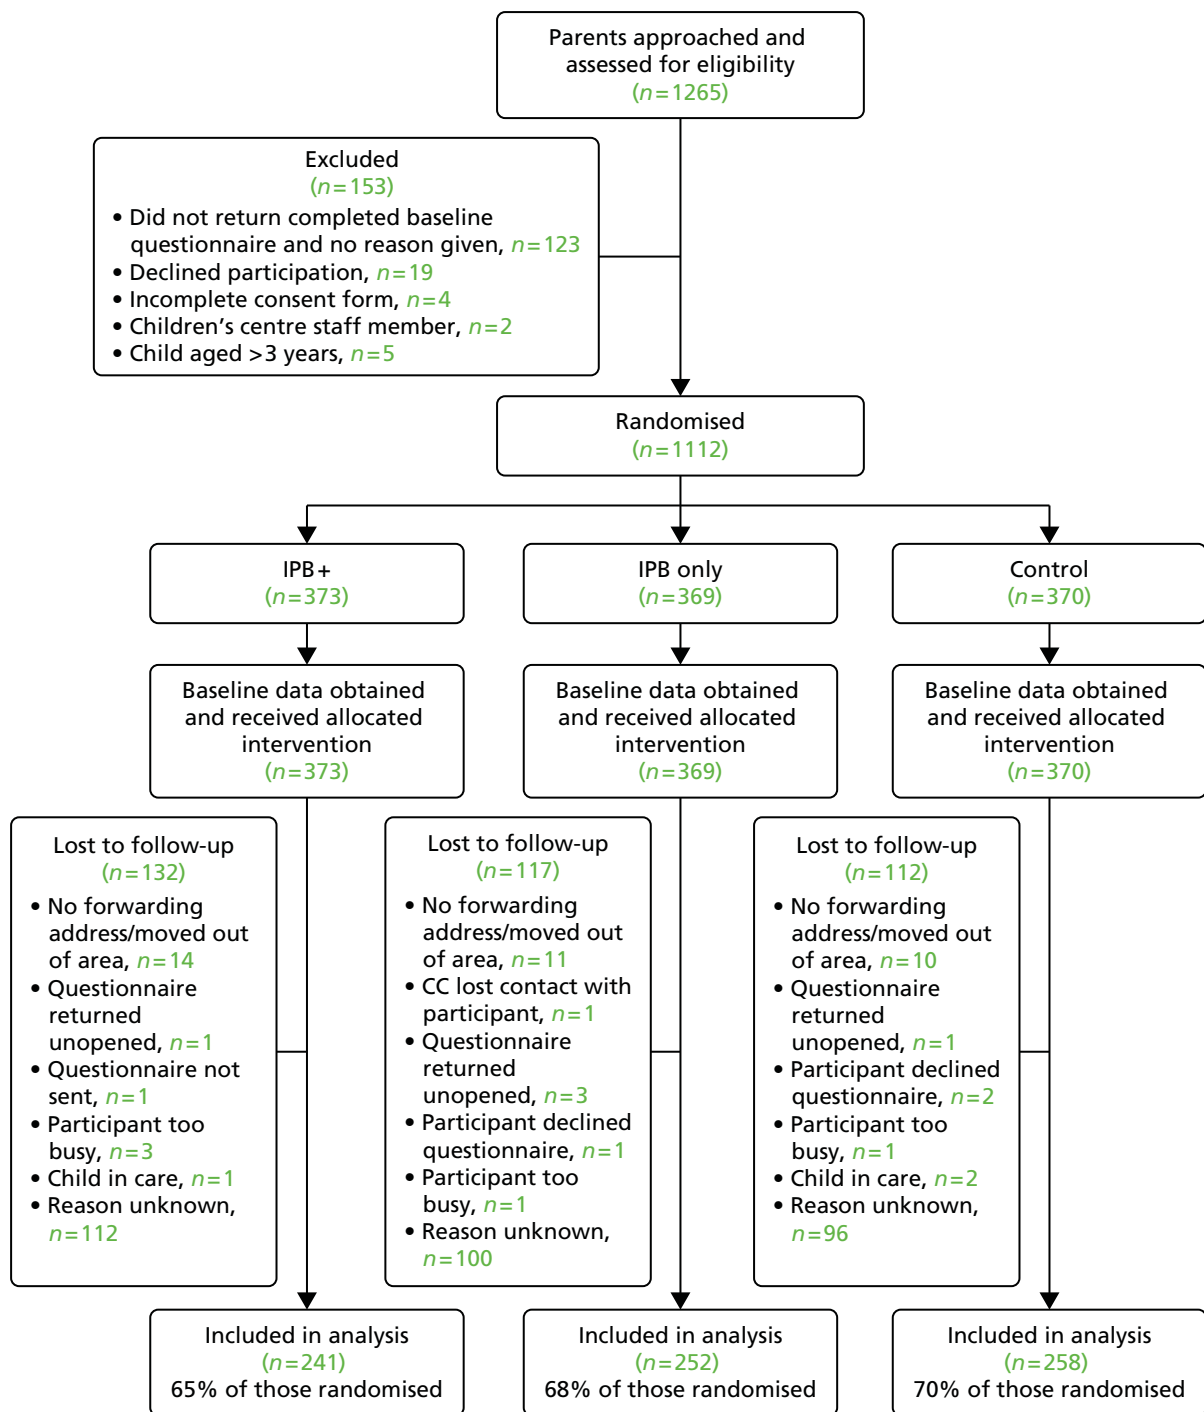 Parents approached and
assessed for eligibility
(n=1265)
Excluded
(n=153)
• Did not return completed baseline
questionnaire and no reason given, n=123
• Declined participation, n=19
• Incomplete consent form, n=4
• Children's centre staff member, n=2
• Child aged >3 years, n=5
Randomised
(n=1112)
IPB+
(n=373)
IPB only
(n=369)
Control
(n=370)
Baseline data obtained
and received allocated
intervention
(n=373)
Baseline data obtained
and received allocated
intervention
(n=369)
Baseline data obtained
and received allocated
intervention
(n=370)
Lost to follow-up
(n=132)
• No forwarding
address/moved out
of area, n=14
• Questionnaire
returned
unopened, n=1
• Questionnaire not
sent, n=1
• Participant too
busy, n=3
• Child in care, n=1
• Reason unknown,
n=112
Lost to follow-up
(n=117)
• No forwarding
address/moved out
of area, n=11
• CC lost contact with
participant, n=1
• Questionnaire
returned
unopened, n=3
• Participant declined
questionnaire, n=1
• Participant too
busy, n=1
• Reason unknown,
n=100
Lost to follow-up
(n=112)
• No forwarding
address/moved out
of area, n=10
• Questionnaire
returned
unopened, n=1
• Participant declined
questionnaire, n=2
• Participant too
busy, n=1
• Child in care, n=2
• Reason unknown,
n=96
Included in analysis
(n=241)
65% of those randomised
Included in analysis
(n=252)
68% of those randomised
Included in analysis
(n=258)
70% of those randomised